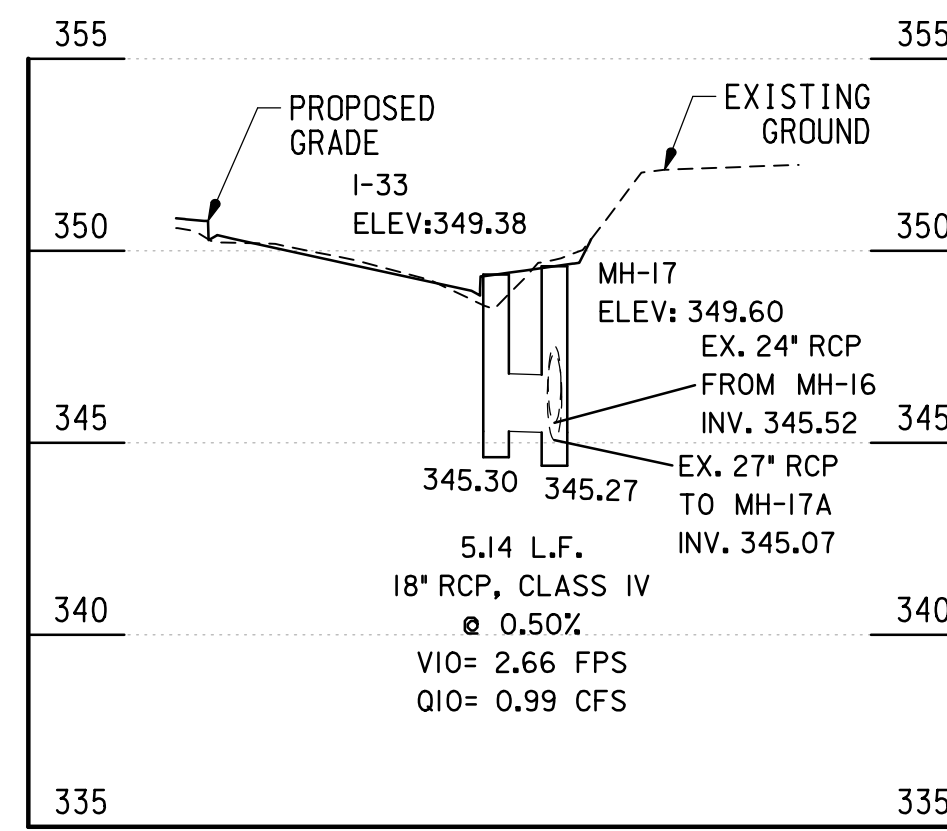 355 355
PROPOSED
GRADE
EXISTING
GROUND
I-33
ELEV:349.38
350 350
MH-17
ELEV: 349.60
EX. 24" RCP
FROM MH-16
INV. 345.52
345 345
EX. 27" RCP
TO MH-17A
INV. 345.07
345.30 345.27
5.14 L.F.
18" RCP, CLASS IV
@ 0.50%
340 340
V10= 2.66 FPS
Q10= 0.99 CFS
335 335